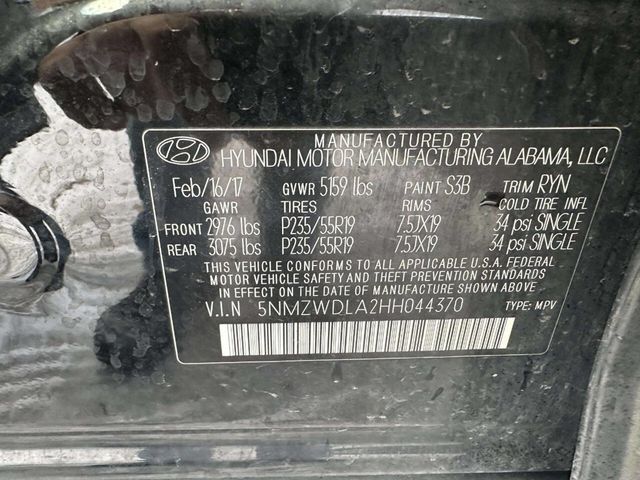 MANUFACTURED BY
HYUNDAI MOTOR MANUFACTURING ALABAMA, LLC
Feb/16/17 GVWR 5159 lbs PAINT S3B TRIM RYN
GAWR TIRES RIMS COLD TIRE INFL
FRONT 2976 lbs P235/55R19 7.5JX19 34 psi SINGLE
REAR 3075 lbs P235/55R19 7.5JX19 34 psi SINGLE
THIS VEHICLE CONFORMS TO ALL APPLICABLE U.S.A. FEDERAL
MOTOR VEHICLE SAFETY AND THEFT PREVENTION STANDARDS
IN EFFECT ON THE DATE OF MANUFACTURE SHOWN ABOVE
V.I.N 5NMZWDLA2HH044370 TYPE: MPV